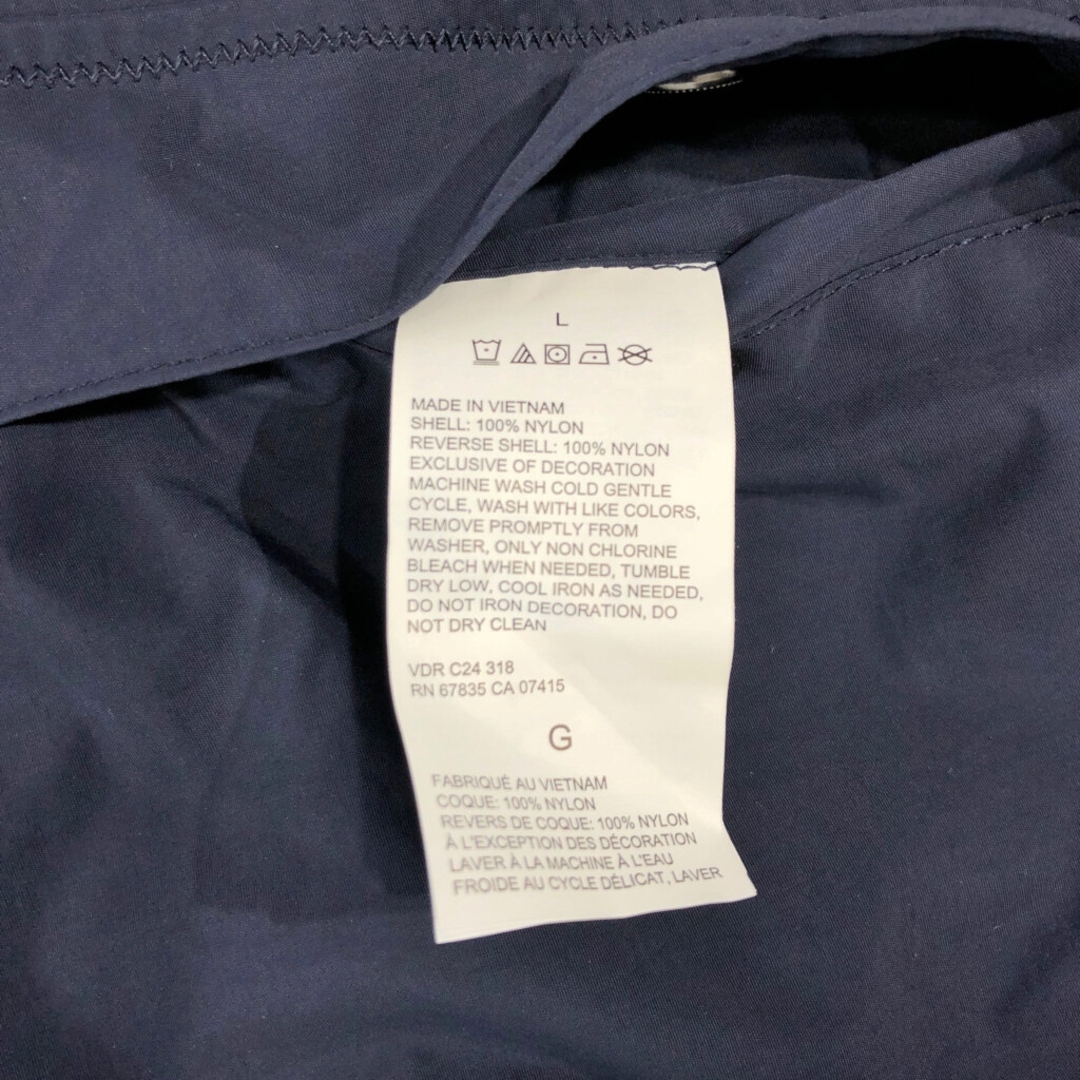 L
MADE IN VIETNAM
SHELL: 100% NYLON
REVERSE SHELL: 100% NYLON
EXCLUSIVE OF DECORATION
MACHINE WASH COLD GENTLE
CYCLE, WASH WITH LIKE COLORS,
REMOVE PROMPTLY FROM
WASHER, ONLY NON CHLORINE
BLEACH WHEN NEEDED, TUMBLE
DRY LOW, COOL IRON AS NEEDED,
DO NOT IRON DECORATION, DO
NOT DRY CLEAN
VDR C24 318
RN 67835 CA 07415
G
FABRIQUÉ AU VIETNAM
COQUE: 100% NYLON
REVERS DE COQUE: 100% NYLON
À L'EXCEPTION DES DÉCORATION
LAVER À LA MACHINE À L'EAU
FROIDE AU CYCLE DÉLICAT, LAVER